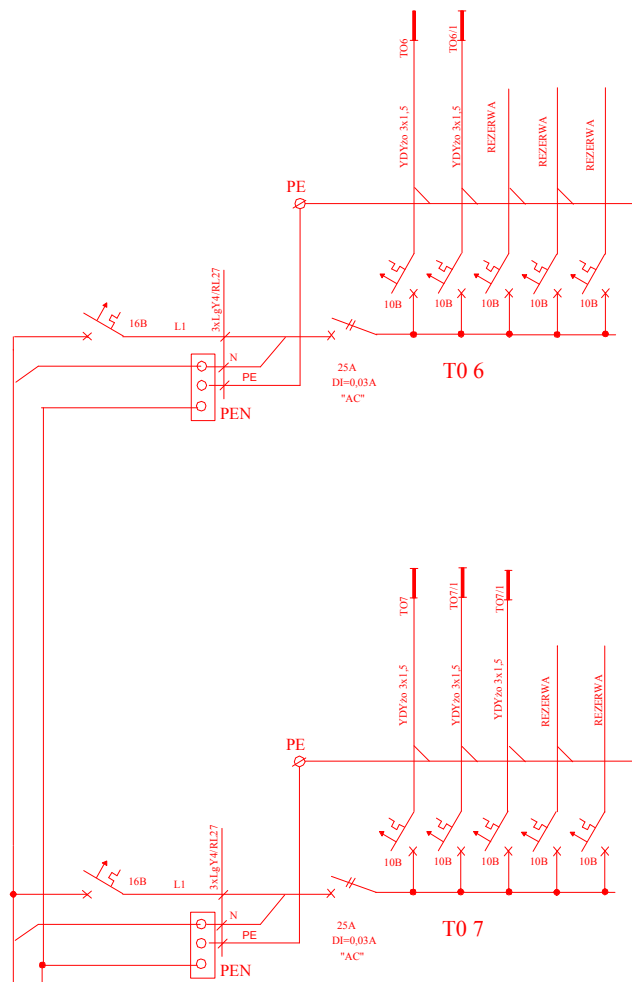 TO6
TO6/1
YDYżo 3x1,5
YDYżo 3x1,5
REZERWA
REZERWA
REZERWA
PE
3xLgY4/RL27
10B
10B
10B
10B
10B
16B
L1
N
PE
PEN
25A
DI=0,03A
"AC"
T0 6
TO7
TO7/1
TO7/1
YDYżo 3x1,5
YDYżo 3x1,5
YDYżo 3x1,5
REZERWA
REZERWA
PE
3xLgY4/RL27
10B
10B
10B
10B
10B
16B
L1
N
PE
PEN
25A
DI=0,03A
"AC"
T0 7